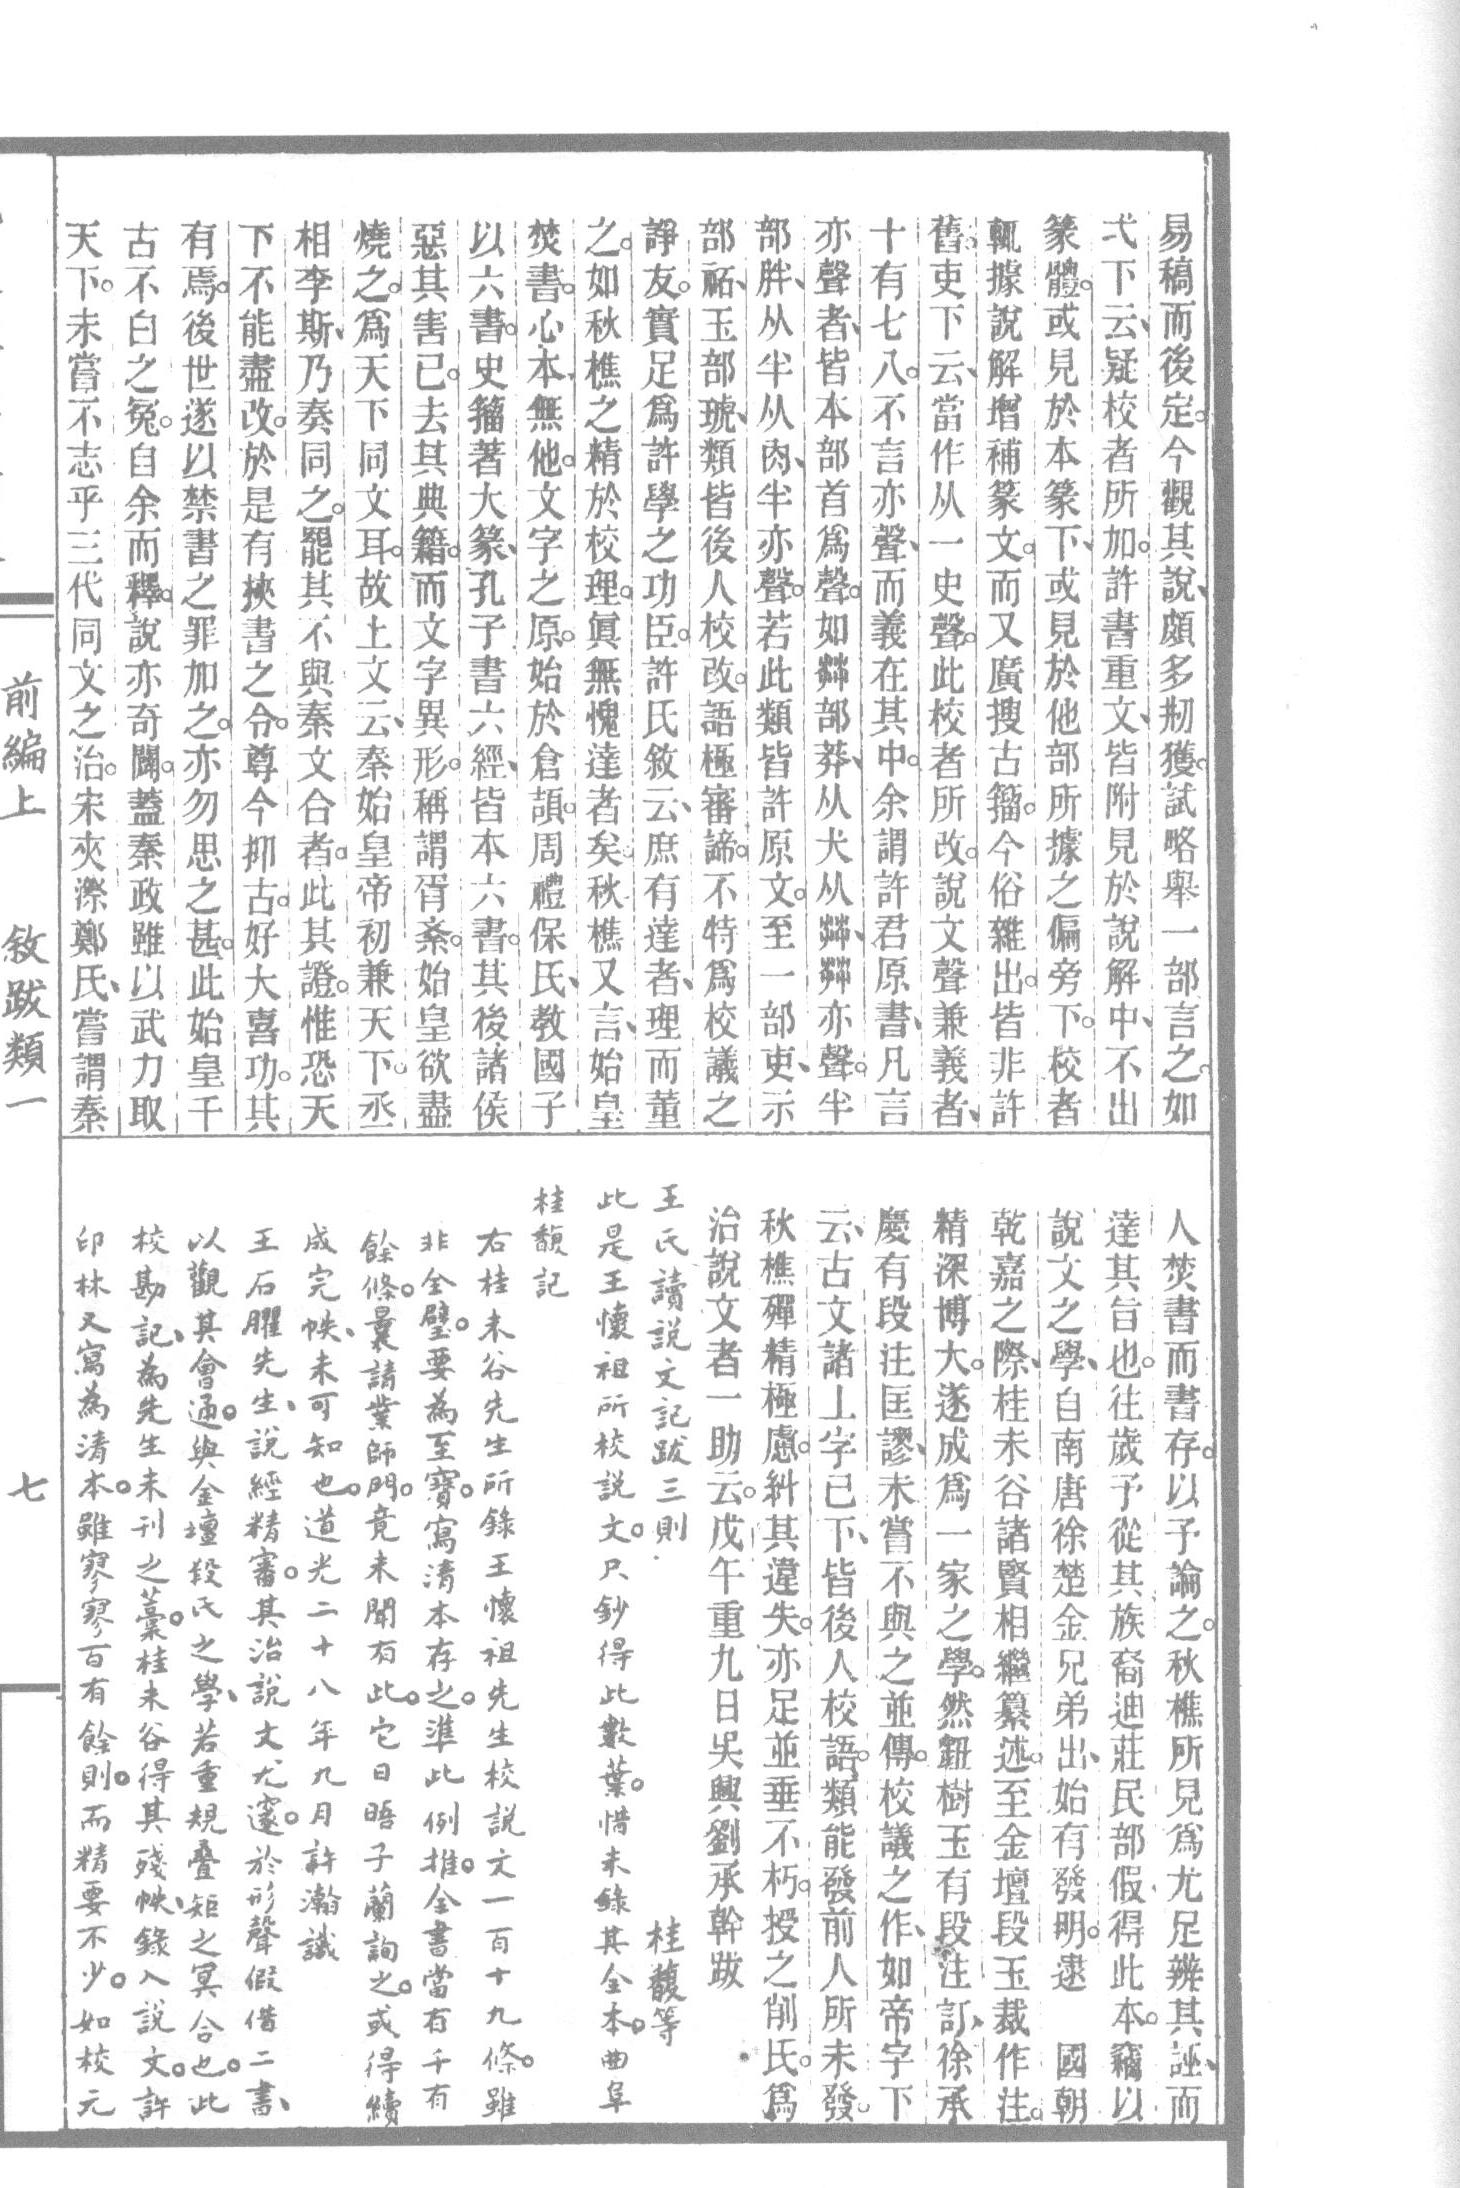 易稿而後定。今觀其說、頗多刱獲。試略舉一部言之。如
弌下云、疑校者所加。許書重文、皆附見於說解中、不出
篆體。或見於本篆下、或見於他部所據之偏旁下。校者
輒據說解增補篆文。而又廣搜古籀。今俗雜出。皆非許
舊。吏下云、當作从一史聲。此校者所改。說文聲兼義者、
十有七八。不言亦聲、而義在其中。余謂許君原書、凡言
亦聲者、皆本部首爲聲。如茻部莽、从犬从茻、茻亦聲。半
部胖、从半从肉、半亦聲。若此類皆許原文。至一部吏、示
部祏、玉部琥、類皆後人校改。語極審諦。不特爲校議之
諍友。實足爲許學之功臣。許氏敘云、庶有達者、理而董
之。如秋樵之精於校理。眞無愧達者矣。秋樵又言、始皇
焚書。心本無他。文字之原。始於倉頡。周禮保氏、教國子
以六書。史籀著大篆、孔子書六經、皆本六書。其後諸侯
惡其害已。去其典籍。而文字異形。稱謂胥紊。始皇欲盡
燒之。爲天下同文耳。故上文云、秦始皇帝初兼天下。丞
相李斯、乃奏同之。罷其不與秦文合者。此其證。惟恐天
下不能盡改。於是有挾書之令。尊今抑古。好大喜功。其
有焉。後世遂以禁書之罪加之。亦勿思之甚。此始皇千
古不白之冤。自余而釋。說亦奇闢。蓋秦政雖以武力取
天下。未嘗不志乎三代同文之治。宋夾漈鄭氏、嘗謂秦
人焚書而書存。以予論之。秋樵所見爲尤足辨其誣、而
達其旨也。往歲予從其族裔迪莊民部假得此本。竊以
說文之學、自南唐徐楚金兄弟出、始有發明。逮　國朝
乾嘉之際、桂未谷諸賢相繼纂述。至金壇段玉裁作注。
精深博大。遂成爲一家之學。然鈕樹玉有段注訂、徐承
慶有段注匡謬、未嘗不與之並傳。校議之作、如帝字下
云、古文諸丄字已下、皆後人校語。類能發前人所未發。
秋樵殫精極慮。糾其違失。亦足並垂不朽。授之削氏。爲
治說文者一助云。戊午重九日吳興劉承幹跋
王氏讀說文記跋三則　桂馥等
此是王懷祖所校說文。只鈔得此數葉。惜未錄其全本。曲阜
桂馥記
右桂未谷先生所錄王懷祖先生校說文一百十九條。雖
非全璧。要爲至寶。寫清本存之。準此例推。全書當有千有
餘條。曩請業師門。竟未聞有此。它日晤子蘭詢之。或得續
成完帙、未可知也。道光二十八年九月許瀚識
王石臞先生、說經精審。其治說文尤邃。於形聲假借二書、
以觀其會通。與金壇段氏之學、若重規疊矩之冥合也。此
校勘記、爲先生未刊之藁。桂未谷得其殘帙、錄入說文。許
印林又寫爲清本。雖寥寥百有餘則。而精要不少。如校元
前編上　敘跋類一
七